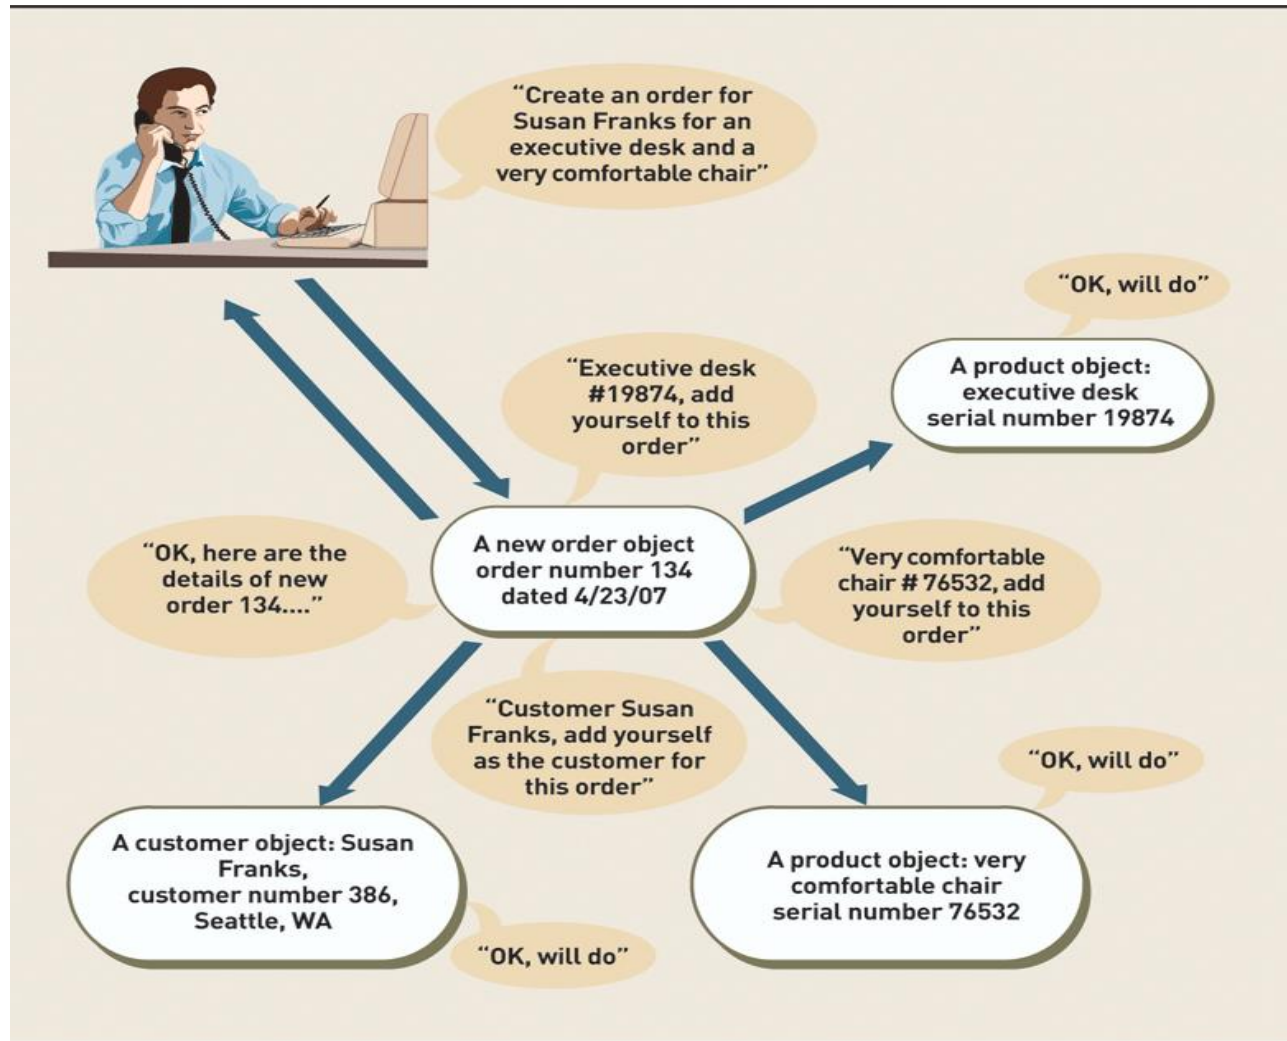 “Create an order for
Susan Franks for an
executive desk and a
very comfortable chair”
“OK, will do”
A product object:
executive desk
serial number 19874
“Executive desk
#19874, add
yourself to this
order”
A new order object
order number 134
dated 4/23/07
“OK, here are the
details of new
order 134....”
“Very comfortable
chair # 76532, add
yourself to this
order”
“Customer Susan
Franks, add yourself
as the customer for
this order”
“OK, will do”
A customer object: Susan
Franks,
customer number 386,
Seattle, WA
“OK, will do”
A product object: very
comfortable chair
serial number 76532